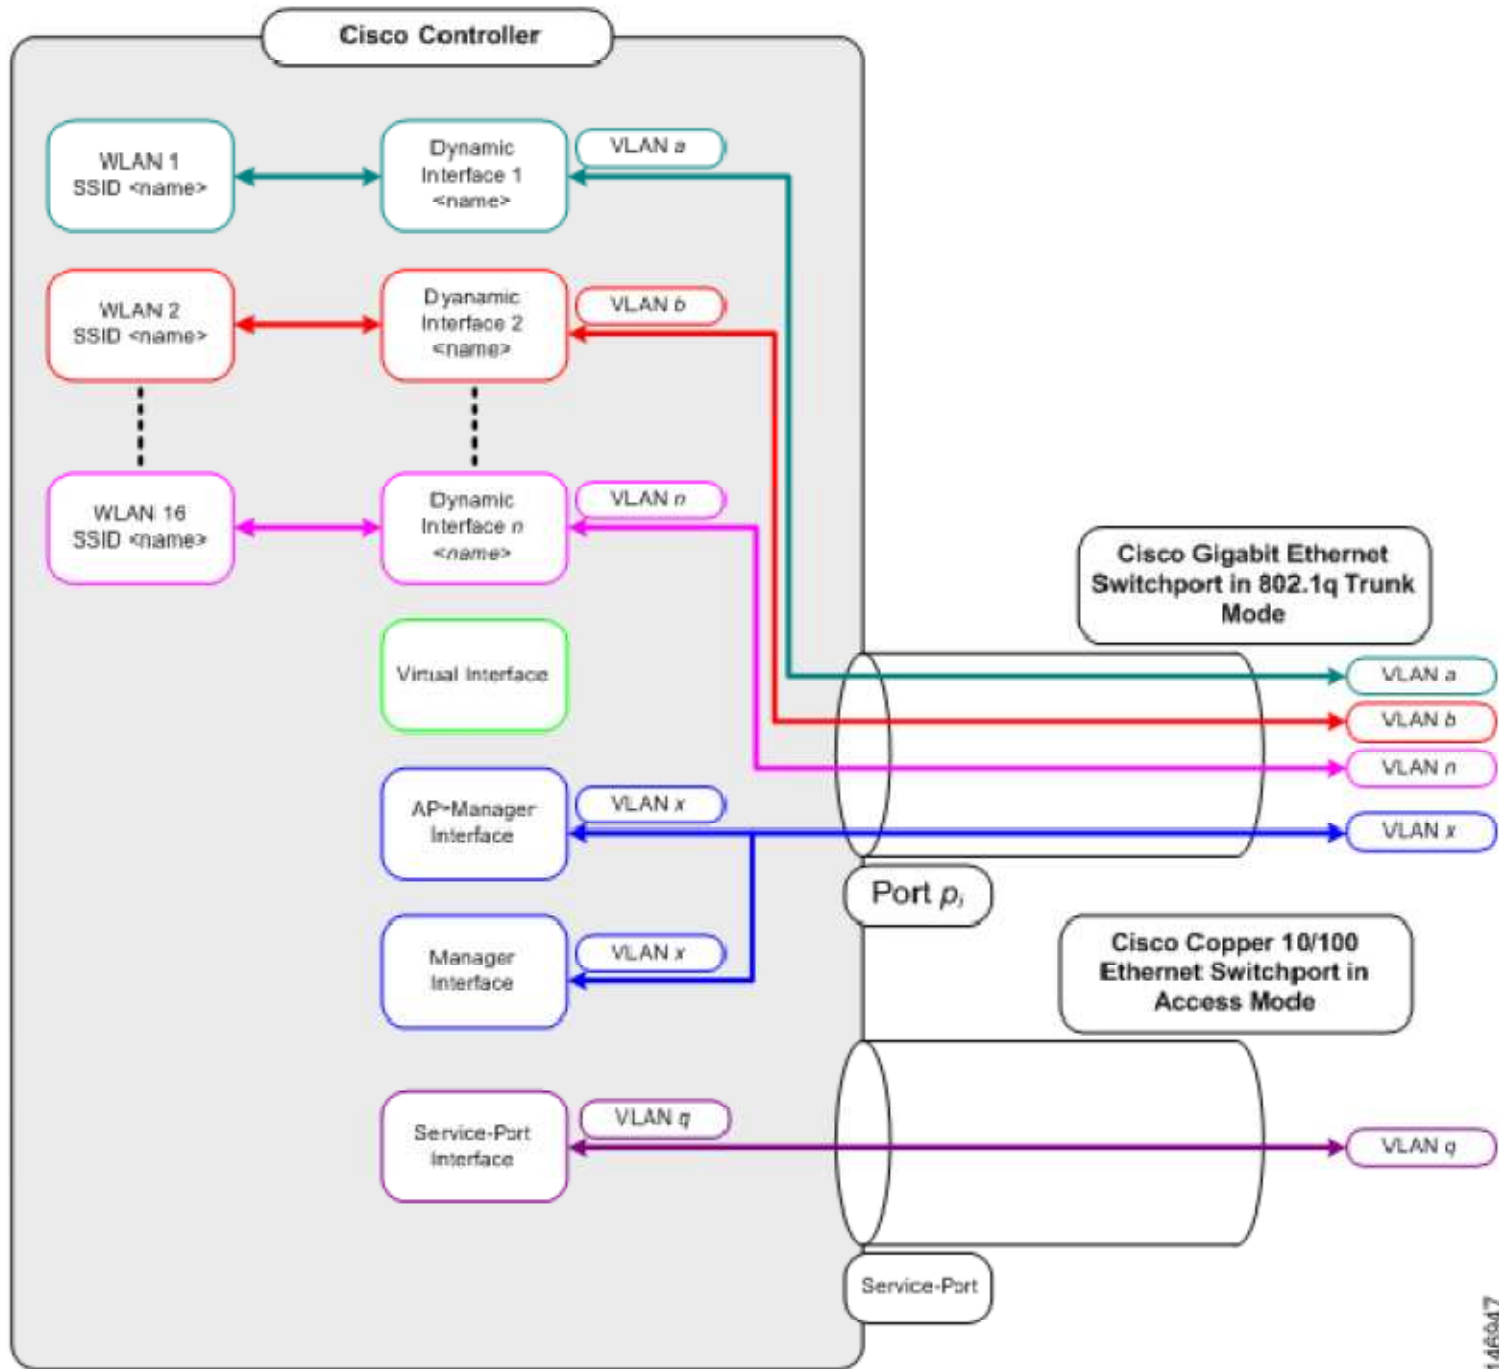 Cisco Controller
WLAN 1
SSID <name>
Dynamic
Interface 1
<name>
VLAN a
WLAN 2
SSID <name>
Dyanamic
Interface 2
<name>
VLAN b
WLAN 16
SSID <name>
Dynamic
Interface n
<name>
VLAN n
Cisco Gigabit Ethernet
Switchport in 802.1q Trunk
Mode
Virtual Interface
VLAN a
VLAN b
VLAN n
AP-Manager
Interface
VLAN x
VLAN x
Port pi
Manager
Interface
VLAN x
Cisco Copper 10/100
Ethernet Switchport in
Access Mode
Service-Port
Interface
VLAN q
VLAN q
Service-Port
146947